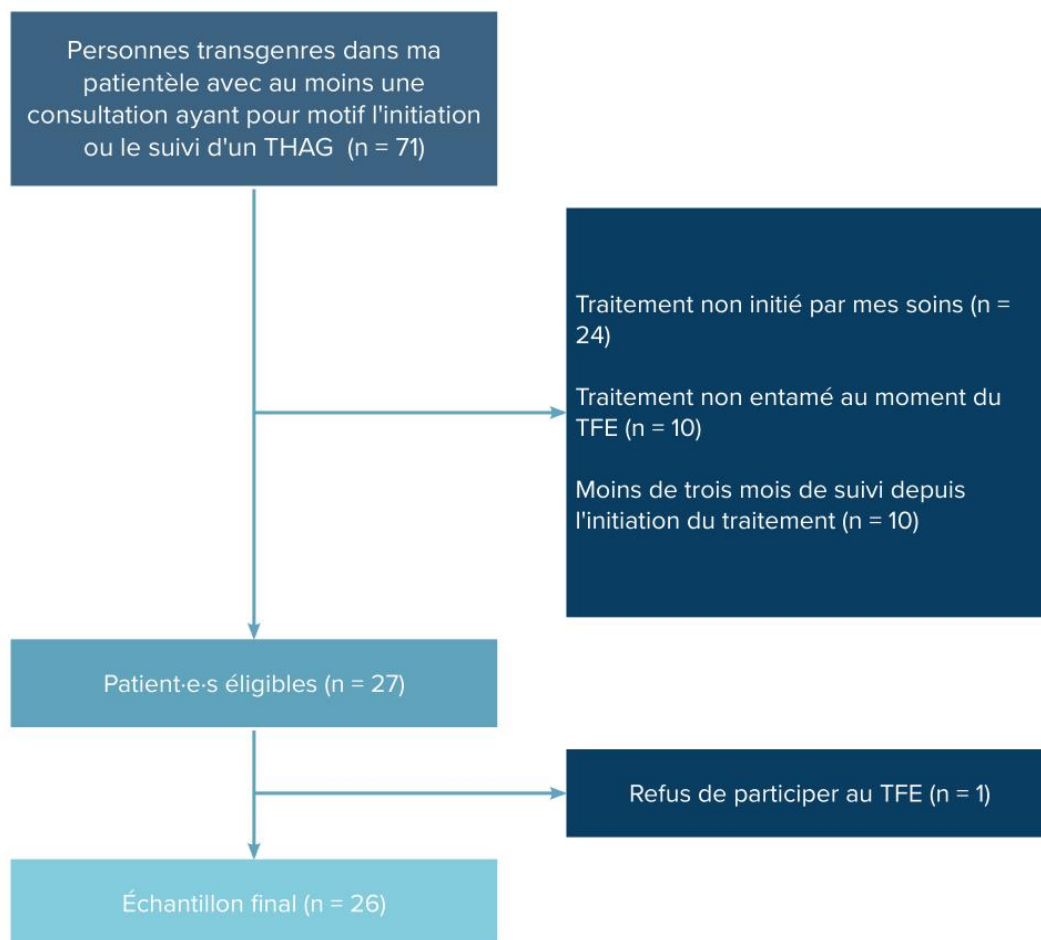 Personnes transgenres dans ma
patientèle avec au moins une
consultation ayant pour motif l'initiation
ou le suivi d'un THAG (n = 71)
Traitement non initié par mes soins (n =
24)
Traitement non entamé au moment du
TFE (n = 10)
Moins de trois mois de suivi depuis
l'initiation du traitement (n = 10)
Patient·e·s éligibles (n = 27)
Refus de participer au TFE (n = 1)
Échantillon final (n = 26)